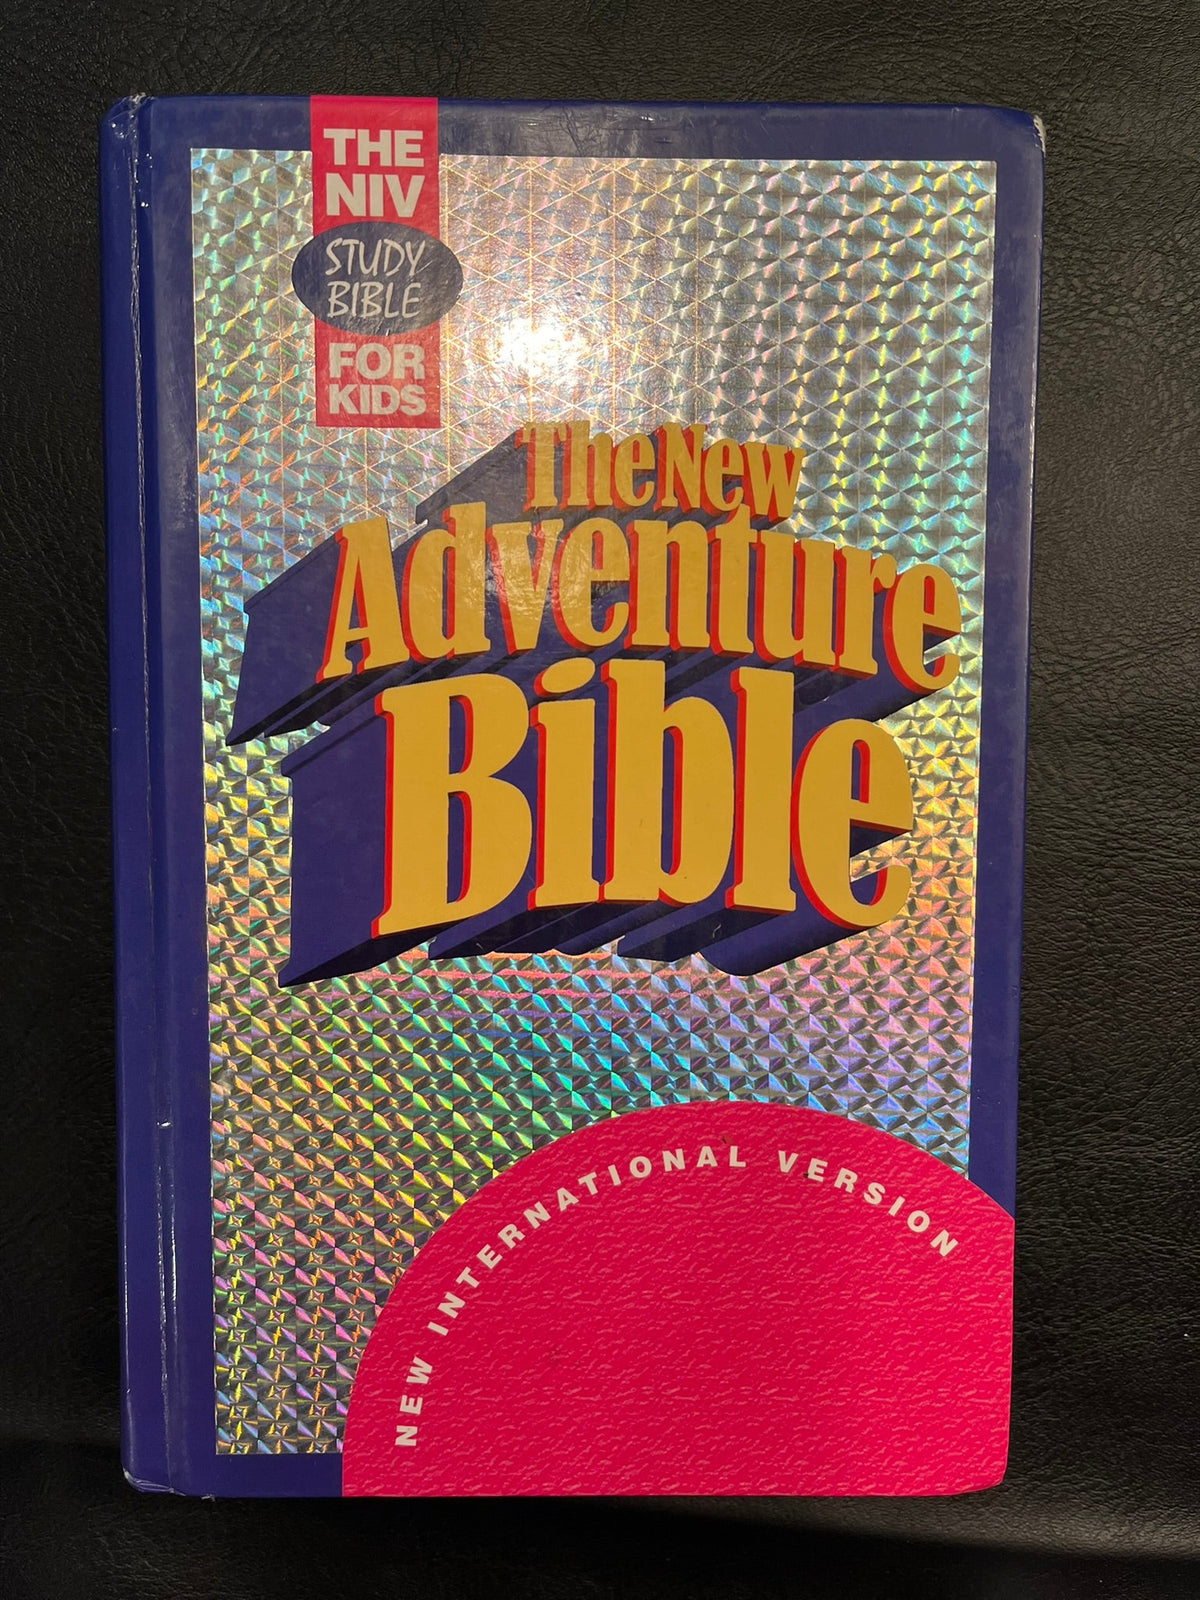 THE
NIV
STUDY
BIBLE
FOR
KIDS
The New
Adventure
Bible
NEW INTERNATIONAL VERSION